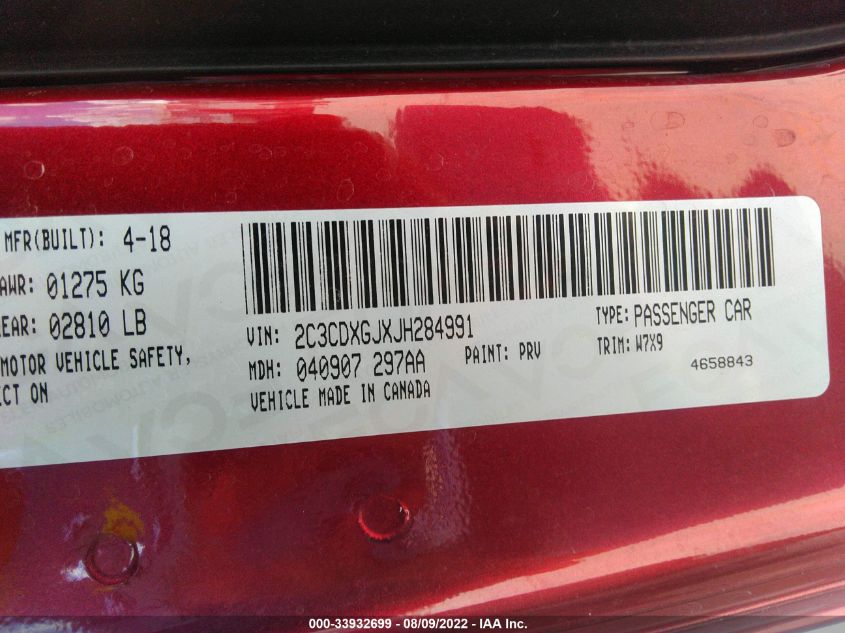 MFR(BUILT): 4-18
AWR: 01275 KG
EAR: 02810 LB
MOTOR VEHICLE SAFETY,
ECT ON
VIN: 2C3CDXGJXJH284991
TYPE: PASSENGER CAR
MDH: 040907 297AA
PAINT: PRV
TRIM: W7X9
VEHICLE MADE IN CANADA
4658843
000-33932699 - 08/09/2022 - IAA Inc.